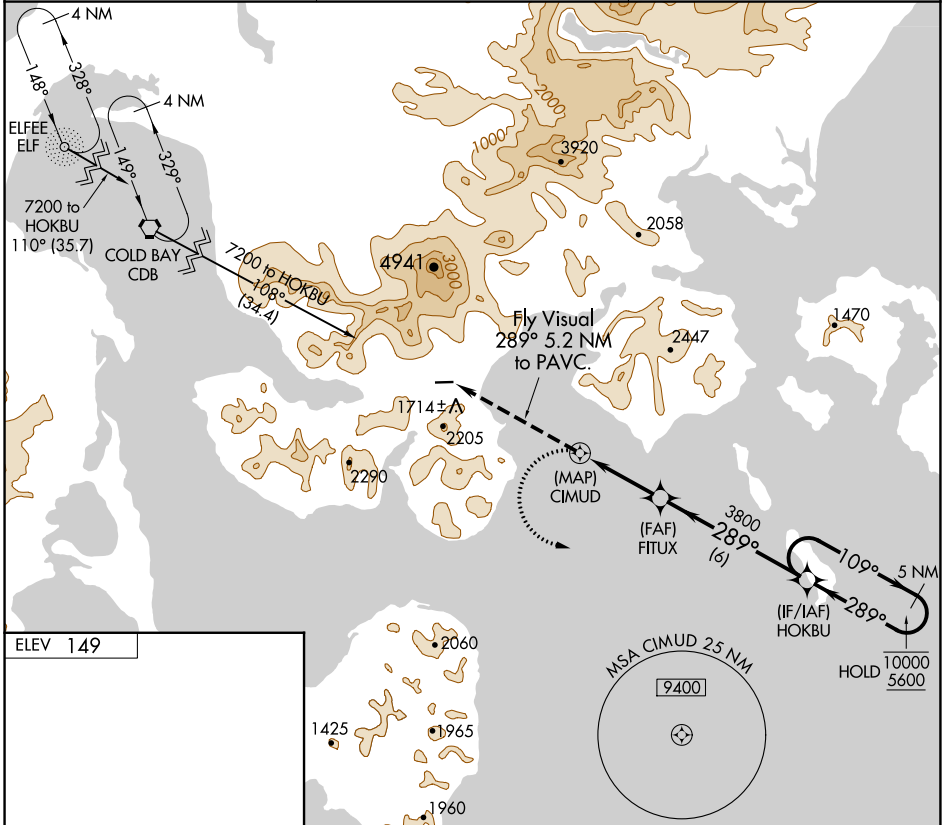 4 NM
148°
328°
4 NM
ELFEE
ELF
149°
329°
7200 to
HOKBU
110° (35.7)
COLD BAY
CDB
7200 to HOKBU
108°
(34.4)
4941
3000
2000
1000
3920
2058
Fly Visual
289° 5.2 NM
to PAVC.
2447
1470
1714±
2205
2290
(MAP)
CIMUD
(FAF)
FITUX
3800
289°
(6)
109°
5 NM
289°
(IF/IAF)
HOKBU
HOLD
10000
5600
ELEV 149
2060
1425
1965
1960
MSA CIMUD 25 NM
9400